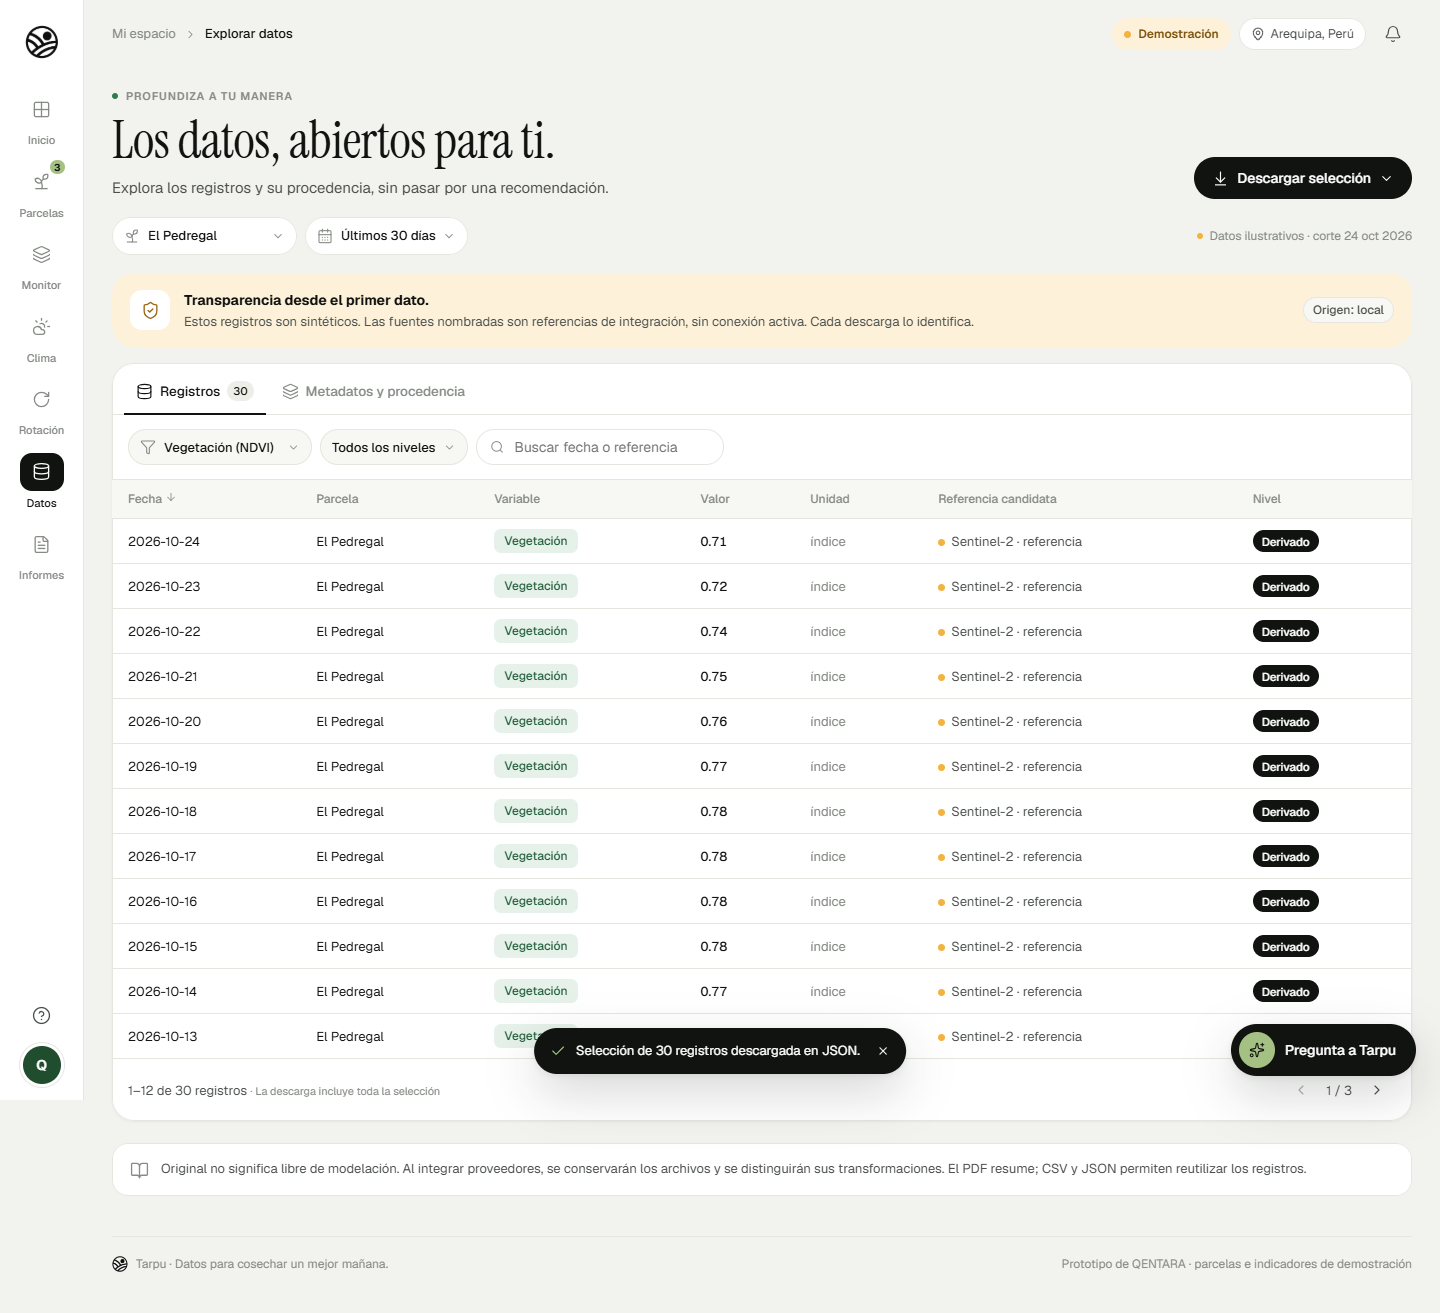 Mi espacio > Explorar datos
Demostración
Arequipa, Perú
Inicio
3
Parcelas
Monitor
Clima
Rotación
Datos
Informes
Q
PROFUNDIZA A TU MANERA
Los datos, abiertos para ti.
Explora los registros y su procedencia, sin pasar por una recomendación.
Descargar selección
El Pedregal
Últimos 30 días
Datos ilustrativos · corte 24 oct 2026
Transparencia desde el primer dato.
Estos registros son sintéticos. Las fuentes nombradas son referencias de integración, sin conexión activa. Cada descarga lo identifica.
Origen: local
Registros 30
Metadatos y procedencia
Vegetación (NDVI)
Todos los niveles
Buscar fecha o referencia
Fecha ↓ Parcela Variable Valor Unidad Referencia candidata Nivel
2026-10-24 El Pedregal Vegetación 0.71 índice Sentinel-2 · referencia Derivado
2026-10-23 El Pedregal Vegetación 0.72 índice Sentinel-2 · referencia Derivado
2026-10-22 El Pedregal Vegetación 0.74 índice Sentinel-2 · referencia Derivado
2026-10-21 El Pedregal Vegetación 0.75 índice Sentinel-2 · referencia Derivado
2026-10-20 El Pedregal Vegetación 0.76 índice Sentinel-2 · referencia Derivado
2026-10-19 El Pedregal Vegetación 0.77 índice Sentinel-2 · referencia Derivado
2026-10-18 El Pedregal Vegetación 0.78 índice Sentinel-2 · referencia Derivado
2026-10-17 El Pedregal Vegetación 0.78 índice Sentinel-2 · referencia Derivado
2026-10-16 El Pedregal Vegetación 0.78 índice Sentinel-2 · referencia Derivado
2026-10-15 El Pedregal Vegetación 0.78 índice Sentinel-2 · referencia Derivado
2026-10-14 El Pedregal Vegetación 0.77 índice Sentinel-2 · referencia Derivado
2026-10-13 El Pedregal Sentinel-2 · referencia
Selección de 30 registros descargada en JSON.
Pregunta a Tarpu
1–12 de 30 registros · La descarga incluye toda la selección
1 / 3
Original no significa libre de modelación. Al integrar proveedores, se conservarán los archivos y se distinguirán sus transformaciones. El PDF resume; CSV y JSON permiten reutilizar los registros.
Tarpu · Datos para cosechar un mejor mañana.
Prototipo de QENTARA · parcelas e indicadores de demostración